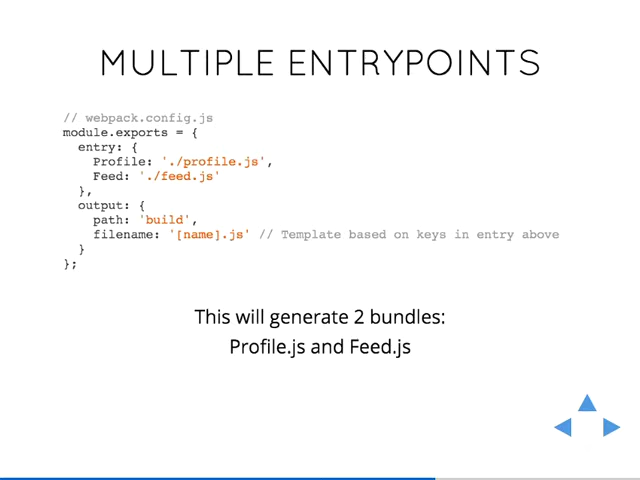 MULTIPLE ENTRYPOINTS
// webpack.config.js
module.exports = {
  entry: {
    Profile: './profile.js',
    Feed: './feed.js'
  },
  output: {
    path: 'build',
    filename: '[name].js' // Template based on keys in entry above
  }
};
This will generate 2 bundles:
Profile.js and Feed.js